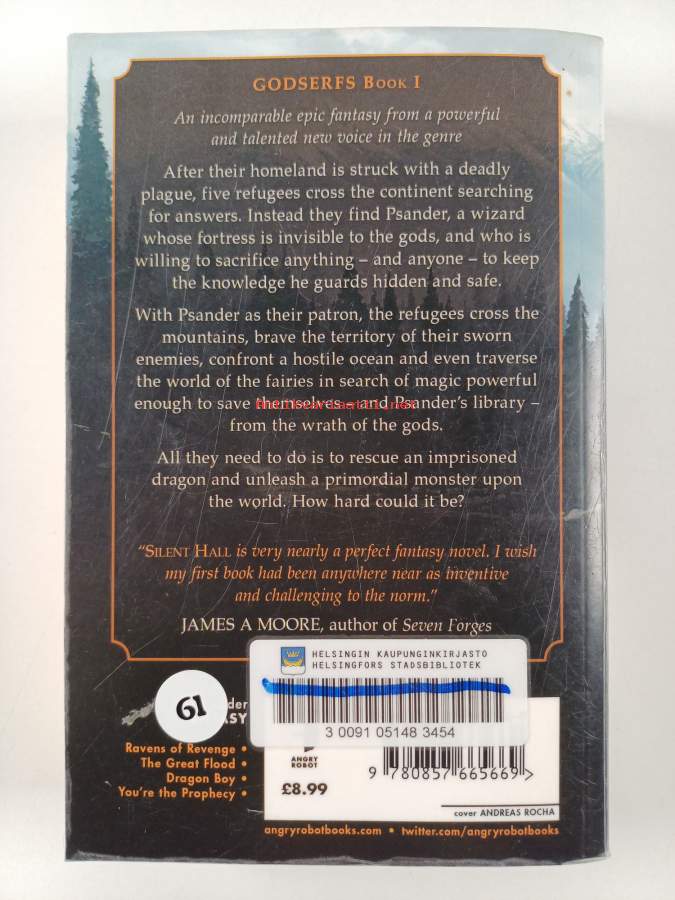 GODSERFS BOOK I
An incomparable epic fantasy from a powerful
and talented new voice in the genre
After their homeland is struck with a deadly
plague, five refugees cross the continent searching
for answers. Instead they find Psander, a wizard
whose fortress is invisible to the gods, and who is
willing to sacrifice anything – and anyone – to keep
the knowledge he guards hidden and safe.
With Psander as their patron, the refugees cross the
mountains, brave the territory of their sworn
enemies, confront a hostile ocean and even traverse
the world of the fairies in search of magic powerful
enough to save themselves – and Psander's library –
from the wrath of the gods.
All they need to do is to rescue an imprisoned
dragon and unleash a primordial monster upon
the world. How hard could it be?
"SILENT HALL is very nearly a perfect fantasy novel. I wish
my first book had been anywhere near as inventive
and challenging to the norm."
JAMES A MOORE, author of Seven Forges
HELSINGIN KAUPUNGINKIRJASTO
HELSINGFORS STADSBIBLIOTEK
3 0091 05148 3454
61
Ravens of Revenge •
The Great Flood •
Dragon Boy •
You're the Prophecy •
ANGRY
ROBOT
£8.99
9 780857 665669 >
cover ANDREAS ROCHA
angryrobotbooks.com • twitter.com/angryrobotbooks